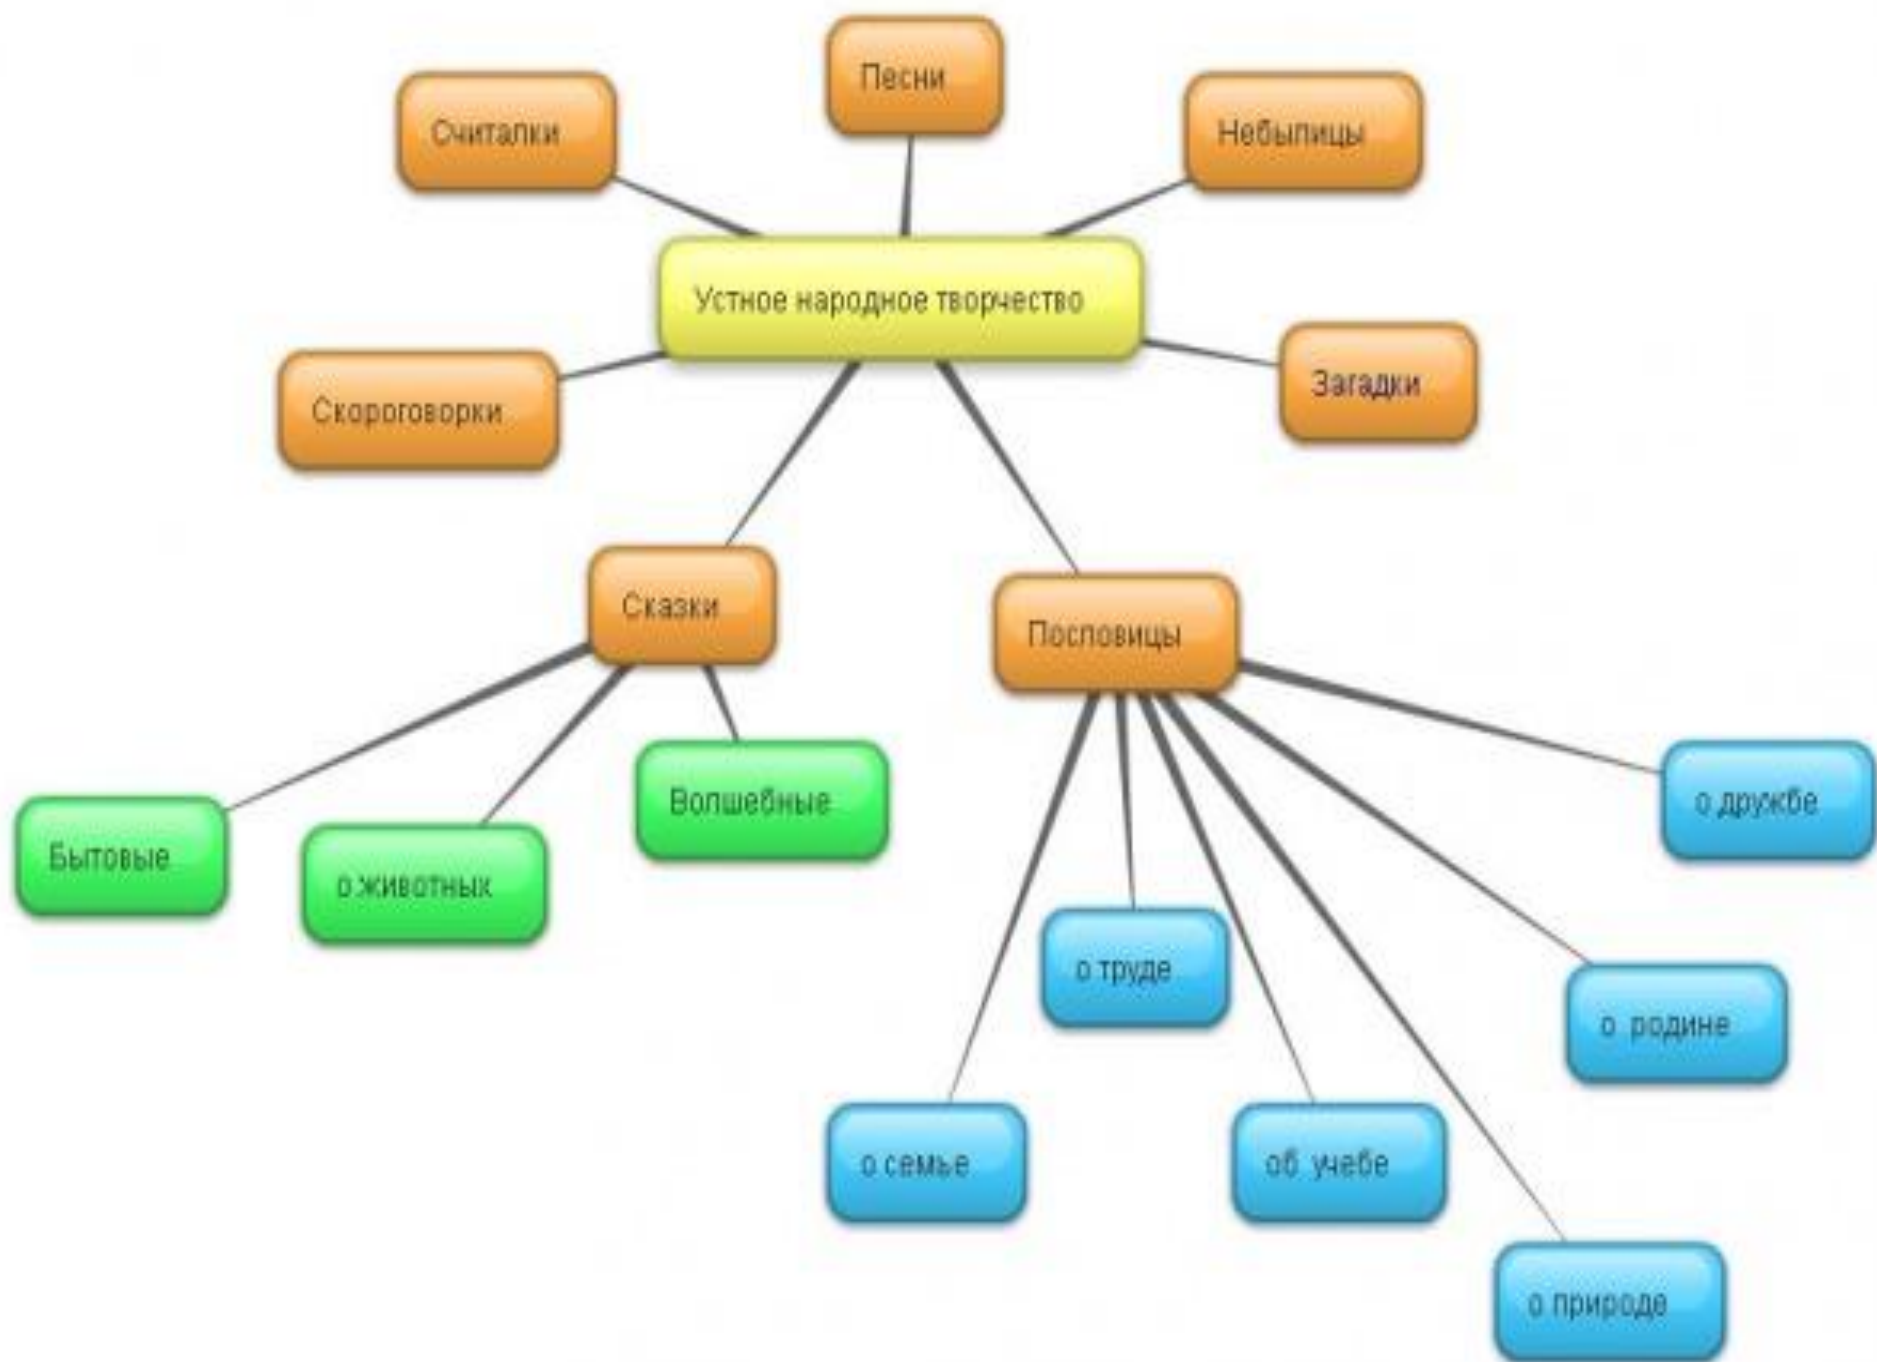 Песни
Считалки
Небылицы
Устное народное творчество
Скороговорки
Загадки
Сказки
Пословицы
Волшебные
о дружбе
Бытовые
о животных
о труде
о родине
о семье
об учебе
о природе